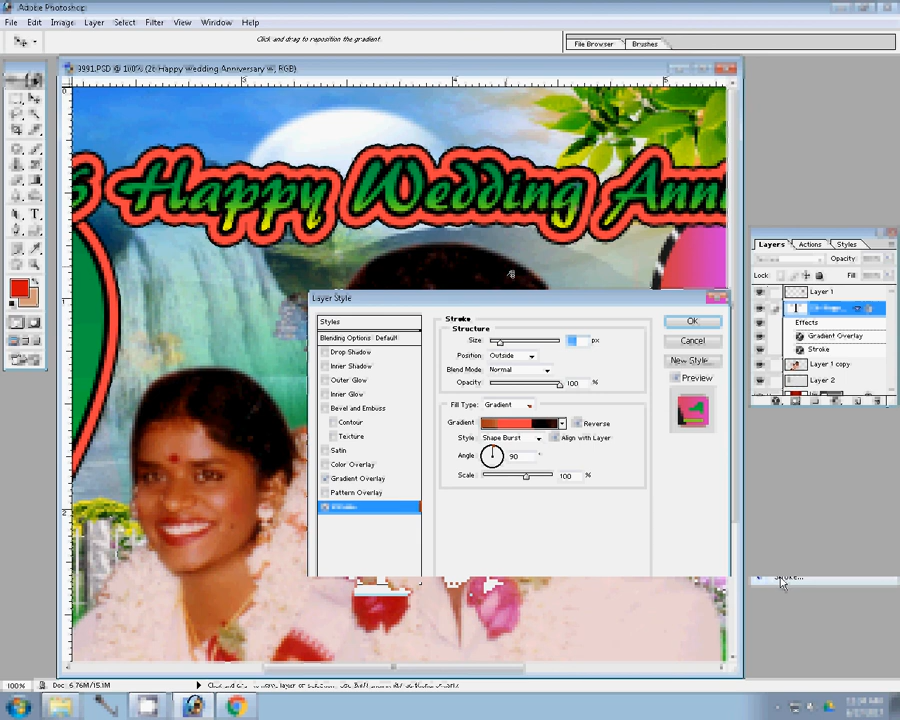 Adobe Photoshop
File Edit Image Layer Select Filter View Window Help
Click and drag to reposition the gradient.
File Browser Brushes
9991.PSD @ 100% (26 Happy Wedding Anniversary w, RGB)
3 4 5
6 Happy Wedding Anni
Layers Actions Styles
Opacity:
Lock: Fill:
Layer 1
Effects
Gradient Overlay
Stroke
Layer 1 copy
Layer 2
Layer Style
Styles
Blending Options: Default
Drop Shadow
Inner Shadow
Outer Glow
Inner Glow
Bevel and Emboss
Contour
Texture
Satin
Color Overlay
Gradient Overlay
Pattern Overlay
Stroke
Structure
Size: px
Position: Outside
Blend Mode: Normal
Opacity: 100 %
Fill Type: Gradient
Gradient: Reverse
Style: Shape Burst Align with Layer
Angle: 90 °
Scale: 100 %
OK
Cancel
New Style...
Preview
Stroke...
100% Doc: 6.76M/15.1M